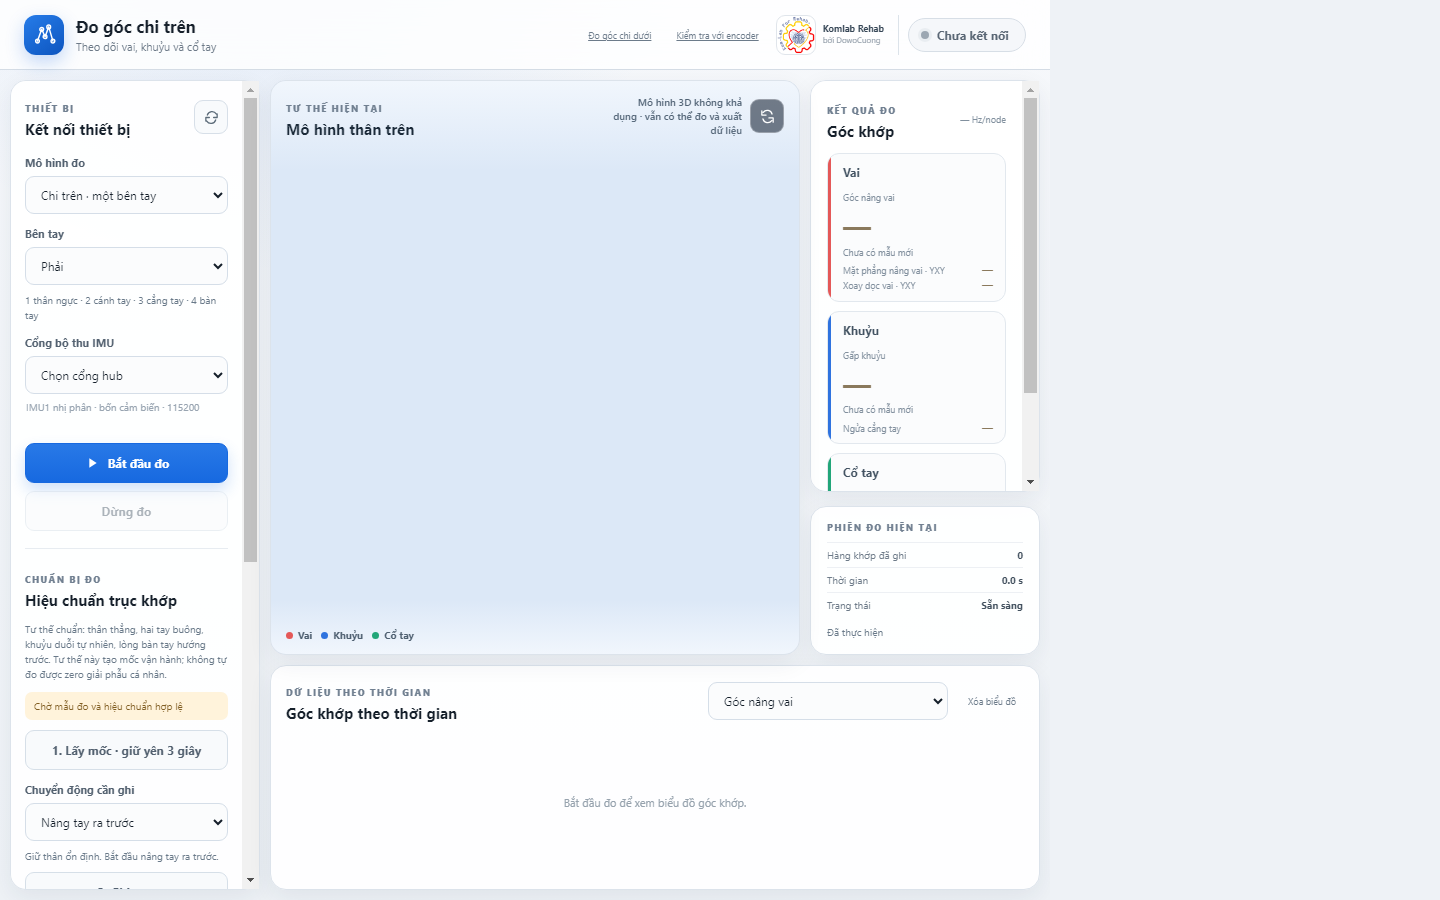 Đo góc chi trên
Theo dõi vai, khuỷu và cổ tay
Đo góc chi dưới
Kiểm tra với encoder
Komlab Rehab
bởi DowoCuong
Chưa kết nối
THIẾT BỊ
Kết nối thiết bị
Mô hình đo
Chi trên · một bên tay
Bên tay
Phải
1 thân ngực · 2 cánh tay · 3 cẳng tay · 4 bàn
tay
Cổng bộ thu IMU
Chọn cổng hub
IMU1 nhị phân · bốn cảm biến · 115200
Bắt đầu đo
Dừng đo
CHUẨN BỊ ĐO
Hiệu chuẩn trục khớp
Tư thế chuẩn: thân thẳng, hai tay buông,
khuỷu duỗi tự nhiên, lòng bàn tay hướng
trước. Tư thế này tạo mốc vận hành; không tự
đo được zero giải phẫu cá nhân.
Chờ mẫu đo và hiệu chuẩn hợp lệ
1. Lấy mốc · giữ yên 3 giây
Chuyển động cần ghi
Nâng tay ra trước
Giữ thân ổn định. Bắt đầu nâng tay ra trước.
TƯ THẾ HIỆN TẠI
Mô hình thân trên
Mô hình 3D không khả
dụng · vẫn có thể đo và xuất
dữ liệu
Vai
Khuỷu
Cổ tay
KẾT QUẢ ĐO
Góc khớp
— Hz/node
Vai
Góc nâng vai
—
Chưa có mẫu mới
Mặt phẳng nâng vai · YXY —
Xoay dọc vai · YXY —
Khuỷu
Gấp khuỷu
—
Chưa có mẫu mới
Ngửa cẳng tay —
Cổ tay
PHIÊN ĐO HIỆN TẠI
Hàng khớp đã ghi 0
Thời gian 0.0 s
Trạng thái Sẵn sàng
Đã thực hiện
DỮ LIỆU THEO THỜI GIAN
Góc khớp theo thời gian
Góc nâng vai
Xóa biểu đồ
Bắt đầu đo để xem biểu đồ góc khớp.